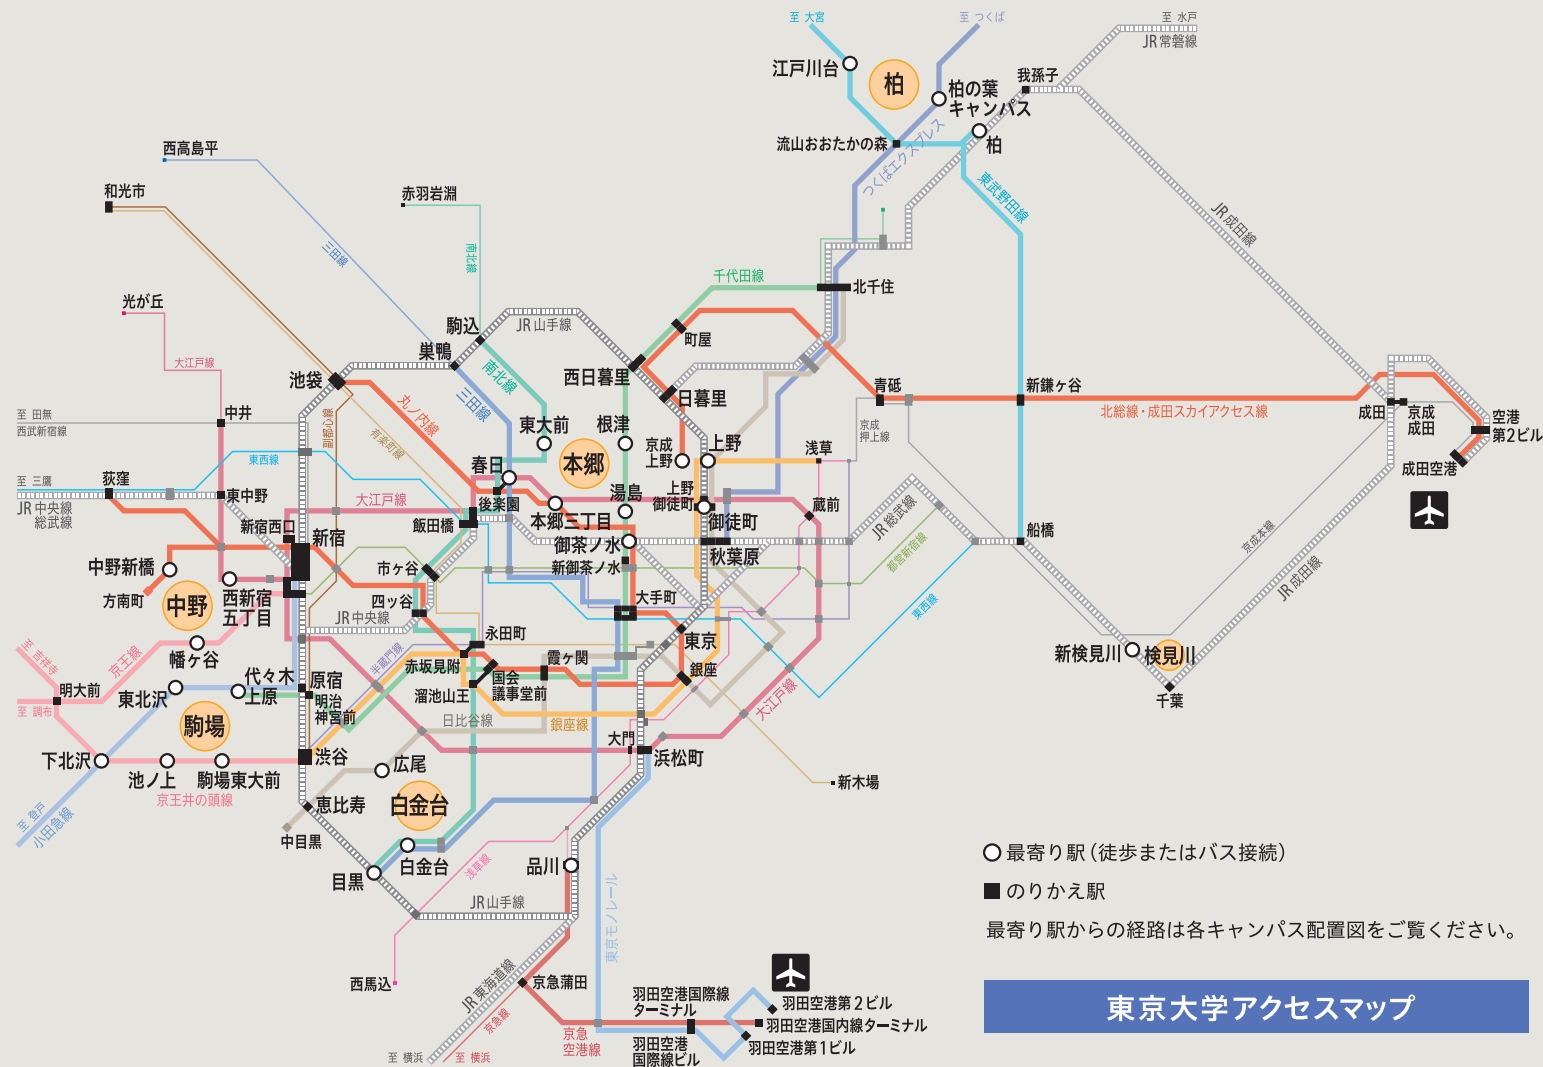 至 大宮
至 つくば
至 水戸
JR 常磐線
江戸川台
柏
柏の葉
キャンパス
我孫子
流山おおたかの森
柏
つくばエクスプレス
東武野田線
JR 成田線
西高島平
和光市
赤羽岩淵
三田線
南北線
千代田線
北千住
光が丘
大江戸線
駒込
JR 山手線
巣鴨
町屋
池袋
南北線
西日暮里
日暮里
青砥
新鎌ヶ谷
北総線・成田スカイアクセス線
成田
京成
成田
空港
第2ビル
成田空港
至 田無
西武新宿線
中井
副都心線
有楽町線
丸ノ内線
三田線
東大前
根津
京成
上野
上野
浅草
京成
押上線
至 三鷹
荻窪
東西線
東中野
JR 中央線
総武線
大江戸線
春日
本郷
後楽園
湯島
上野
御徒町
御徒町
蔵前
JR 総武線
船橋
新宿西口
新宿
飯田橋
本郷三丁目
御茶ノ水
新御茶ノ水
秋葉原
都営新宿線
京成本線
JR 成田線
中野新橋
方南町
中野
西新宿
五丁目
市ヶ谷
四ッ谷
大手町
東西線
JR 中央線
至 吉祥寺
京王線
幡ヶ谷
半蔵門線
永田町
東京
新検見川
検見川
千葉
明大前
至 調布
東北沢
代々木
上原
原宿
明治
神宮前
赤坂見附
溜池山王
国会
議事堂前
霞ヶ関
銀座
大江戸線
駒場
日比谷線
銀座線
下北沢
池ノ上
駒場東大前
渋谷
広尾
大門
浜松町
新木場
京王井の頭線
至 登戸
小田急線
恵比寿
白金台
中目黒
目黒
白金台
浅草線
品川
JR 山手線
東京モノレール
西馬込
JR 東海道線
京急線
京急蒲田
至 横浜
至 横浜
京急
空港線
羽田空港国際線
ターミナル
羽田空港第2ビル
羽田空港国内線ターミナル
羽田空港第1ビル
羽田空港
国際線ビル
最寄り駅(徒歩またはバス接続)
のりかえ駅
最寄り駅からの経路は各キャンパス配置図をご覧ください。
東京大学アクセスマップ